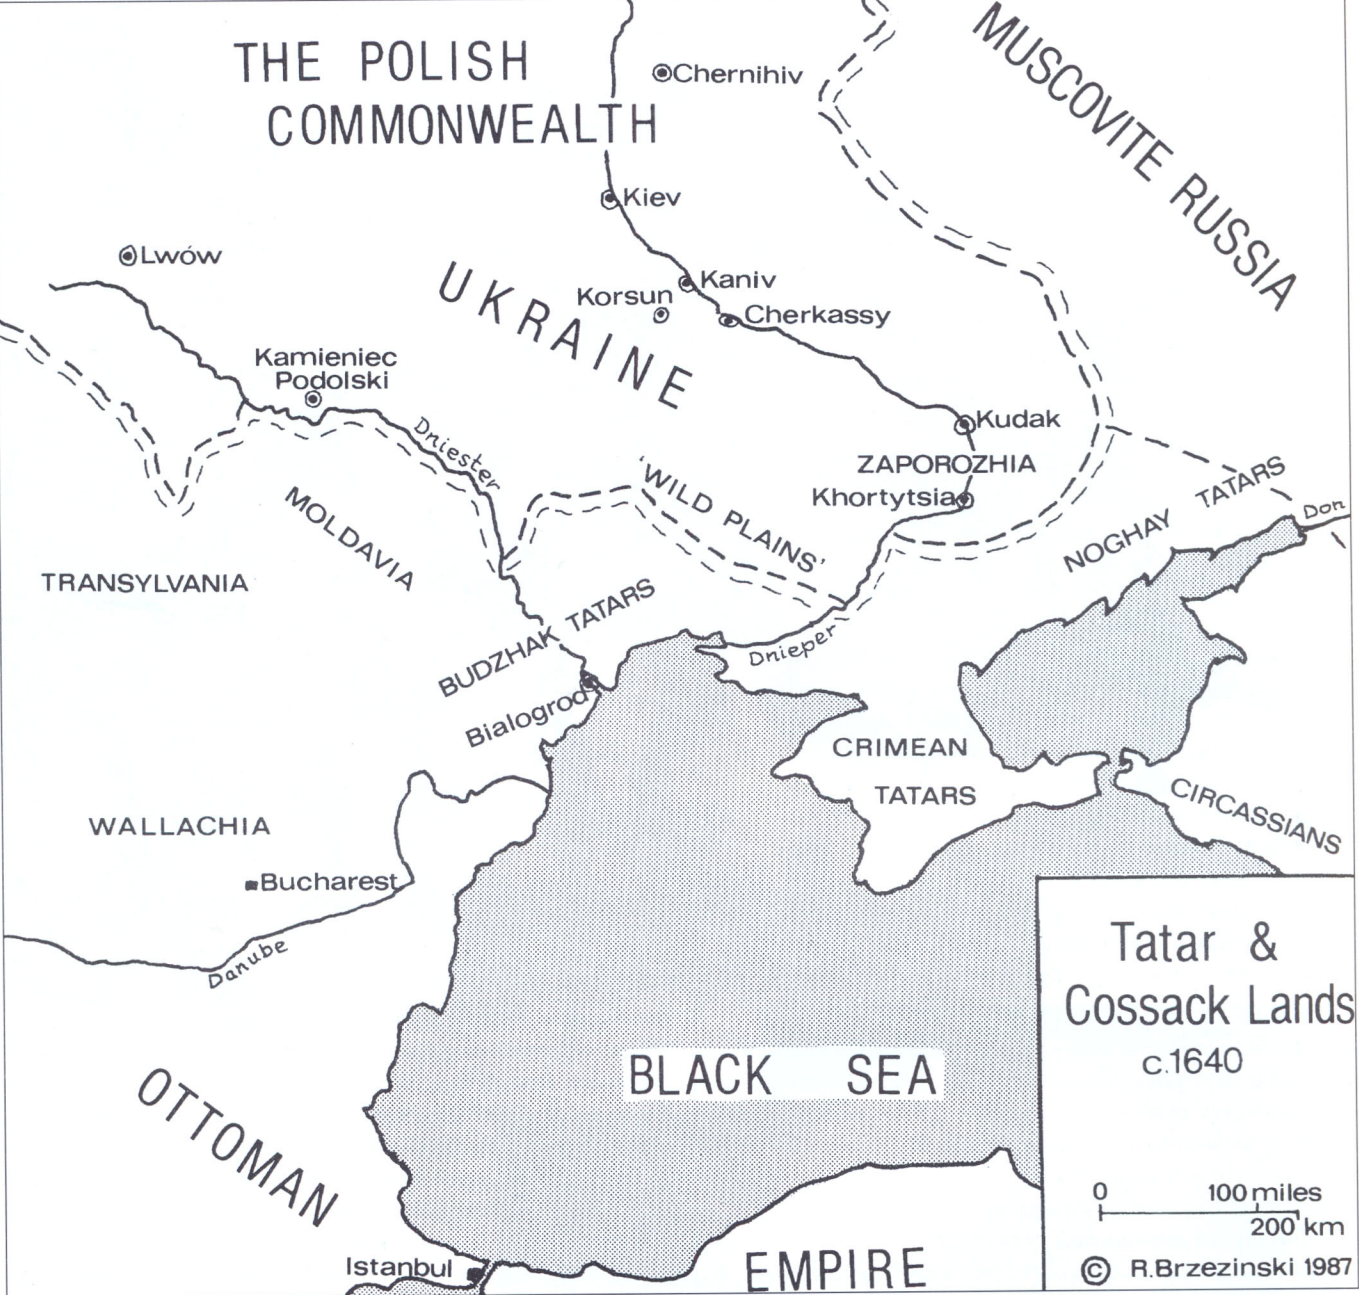 THE POLISH
COMMONWEALTH
Chernihiv
MUSCOVITE RUSSIA
Kiev
Lwów
UKRAINE
Kaniv
Korsun
Cherkassy
Kamieniec
Podolski
Dniester
Kudak
ZAPOROZHIA
Khortytsia
'WILD PLAINS'
NOGHAY TATARS
Don
MOLDAVIA
TRANSYLVANIA
BUDZHAK TATARS
Dnieper
Bialogrod
CRIMEAN
TATARS
CIRCASSIANS
WALLACHIA
Bucharest
Danube
OTTOMAN
BLACK SEA
Istanbul
EMPIRE
Tatar &
Cossack Lands
c.1640
0 100 miles
200 km
© R.Brzezinski 1987